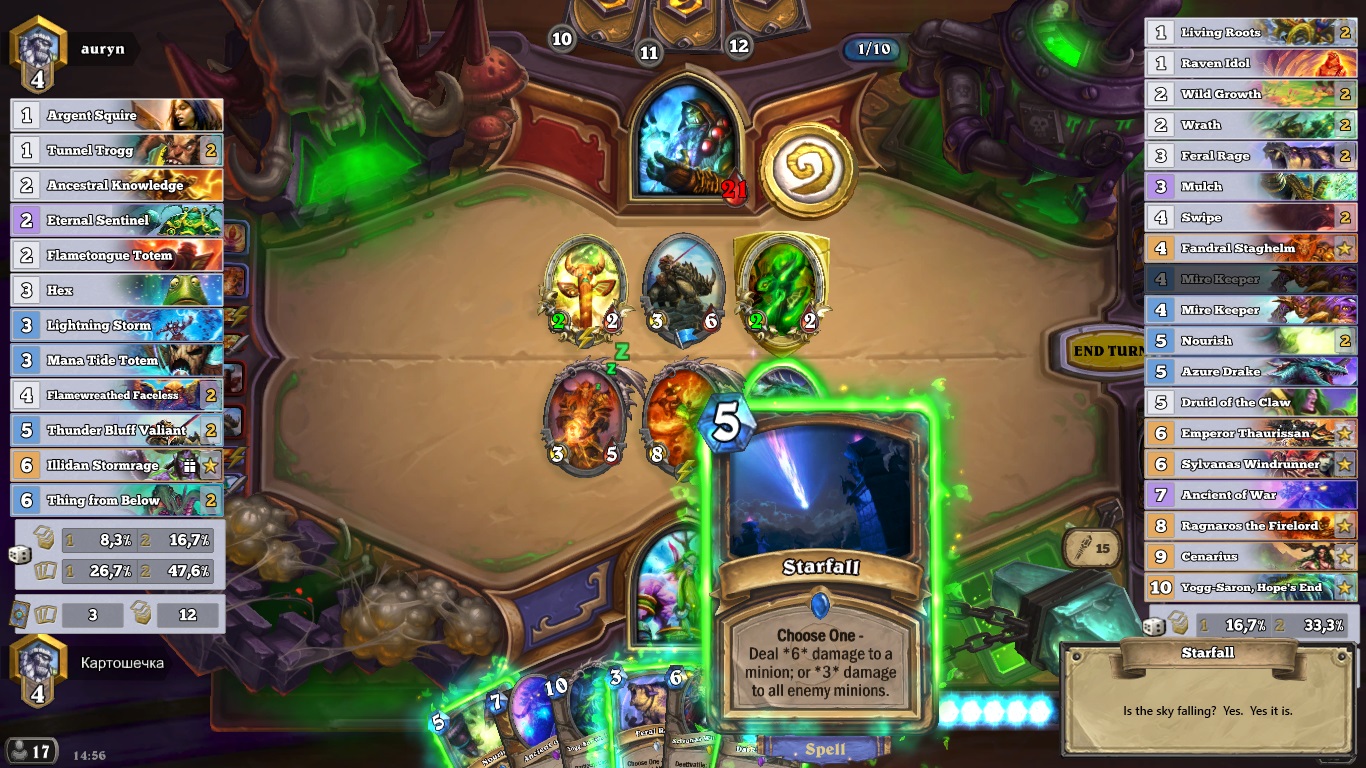 auryn
4
1 Argent Squire
1 Tunnel Trogg 2
2 Ancestral Knowledge
2 Eternal Sentinel
2 Flametongue Totem
3 Hex
3 Lightning Storm
3 Mana Tide Totem
4 Flamewreathed Faceless 2
5 Thunder Bluff Valiant 2
6 Illidan Stormrage
6 Thing from Below 2
1 8,3% 2 16,7%
1 26,7% 2 47,6%
3 12
Картошечка
4
17 14:56
10 11 12
1/10
21
2 2 3 6 2 2
Z
z
END TURN
3 5 8
15
5
Starfall
Choose One -
Deal *6* damage to a
minion; or *3* damage
to all enemy minions.
Spell
5 7 10 3 6
1 Living Roots 2
1 Raven Idol
2 Wild Growth 2
2 Wrath 2
3 Feral Rage 2
3 Mulch
4 Swipe 2
4 Fandral Staghelm
4 Mire Keeper
4 Mire Keeper
5 Nourish 2
5 Azure Drake
5 Druid of the Claw
6 Emperor Thaurissan
6 Sylvanas Windrunner
7 Ancient of War
8 Ragnaros the Firelord
9 Cenarius
10 Yogg-Saron, Hope's End
1 16,7% 2 33,3%
Starfall
Is the sky falling? Yes. Yes it is.